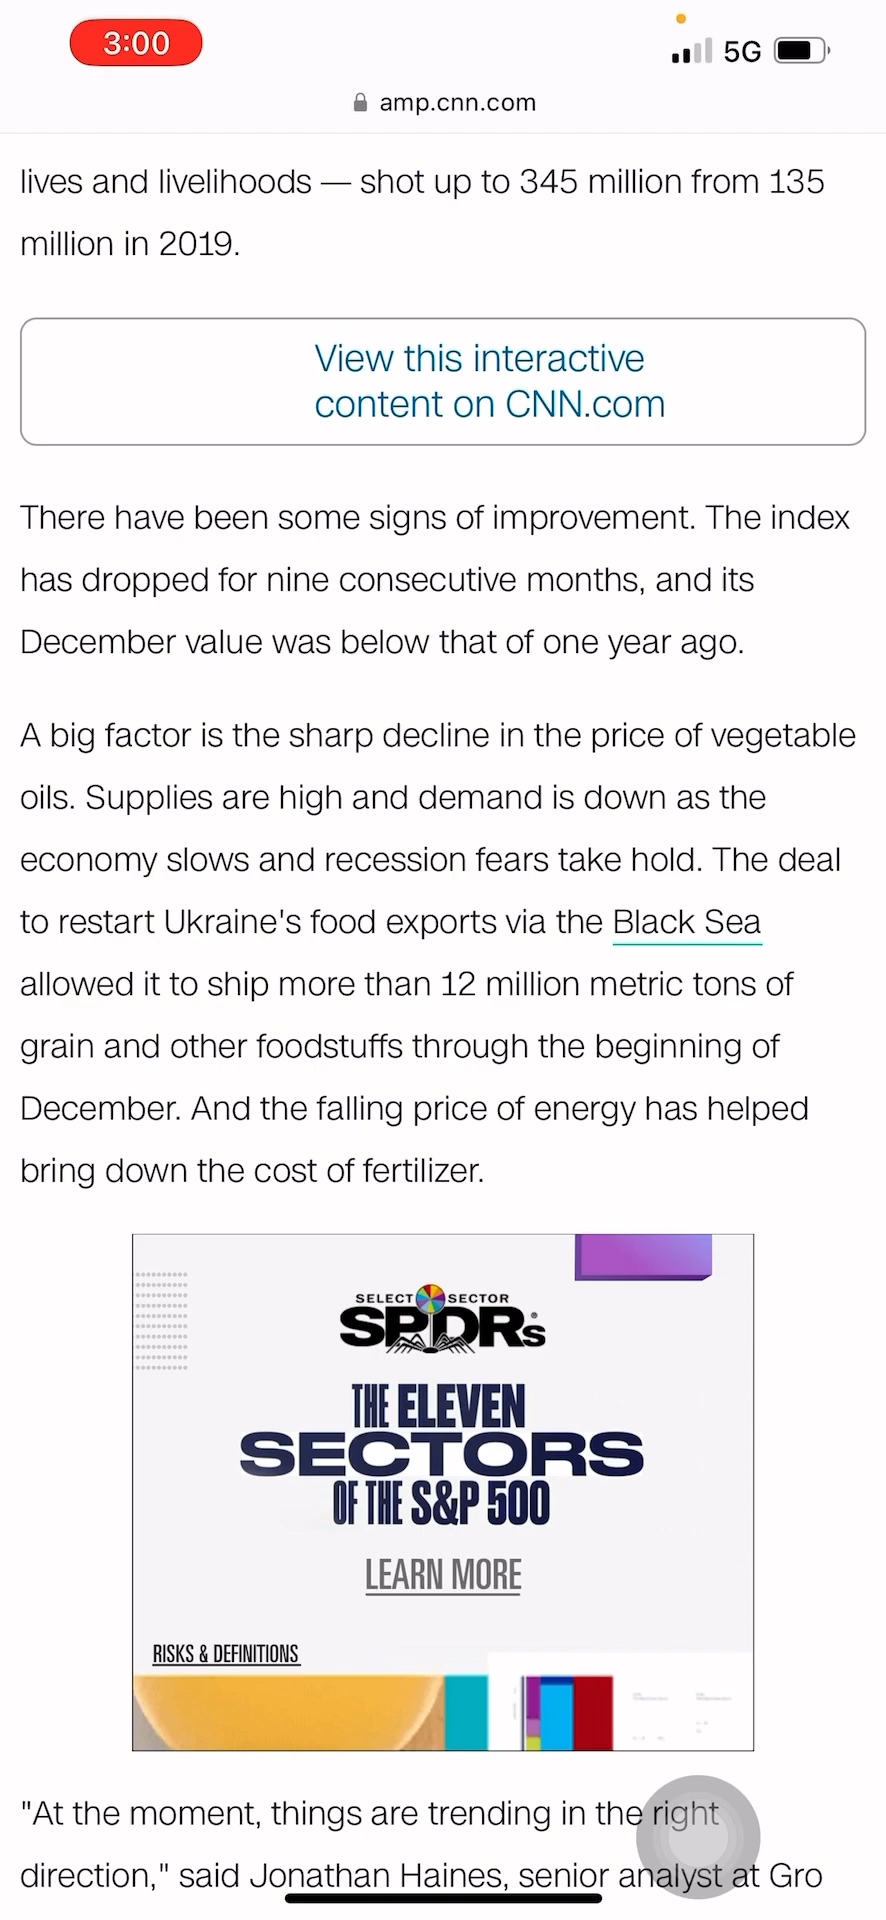 3:00
5G
amp.cnn.com
lives and livelihoods — shot up to 345 million from 135
million in 2019.
View this interactive
content on CNN.com
There have been some signs of improvement. The index
has dropped for nine consecutive months, and its
December value was below that of one year ago.
A big factor is the sharp decline in the price of vegetable
oils. Supplies are high and demand is down as the
economy slows and recession fears take hold. The deal
to restart Ukraine's food exports via the Black Sea
allowed it to ship more than 12 million metric tons of
grain and other foodstuffs through the beginning of
December. And the falling price of energy has helped
bring down the cost of fertilizer.
SELECT SECTOR
SPDRs®
THE ELEVEN
SECTORS
OF THE S&P 500
LEARN MORE
RISKS & DEFINITIONS
"At the moment, things are trending in the right
direction," said Jonathan Haines, senior analyst at Gro